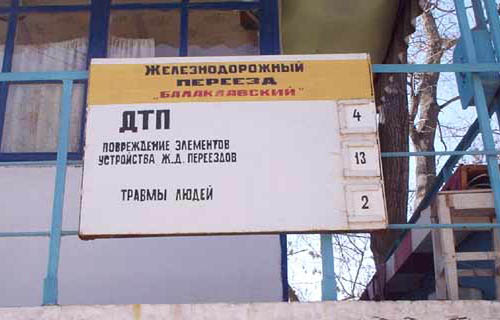 Железнодорожный
переезд
„Балаклавский"
ДТП 4
повреждение элементов
устройства ж.д. переездов 13
травмы людей 2